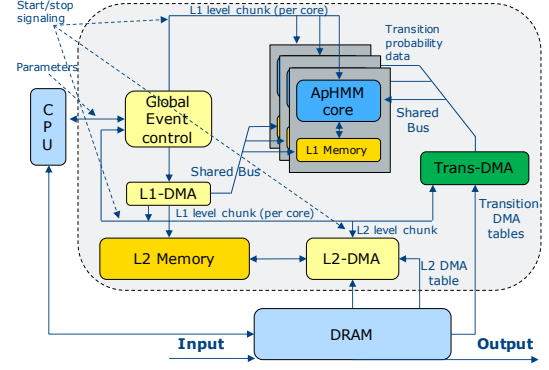 Start/stop
signaling
L1 level chunk (per core)
Transition
probability
data
Parameters
C
P
U
Global
Event
control
ApHMM
core
L1 Memory
Shared
Bus
Shared Bus
Trans-DMA
L1-DMA
L1 level chunk (per core)
Transition
DMA
tables
L2 level chunk
L2 Memory
L2-DMA
L2 DMA
table
DRAM
Input
Output